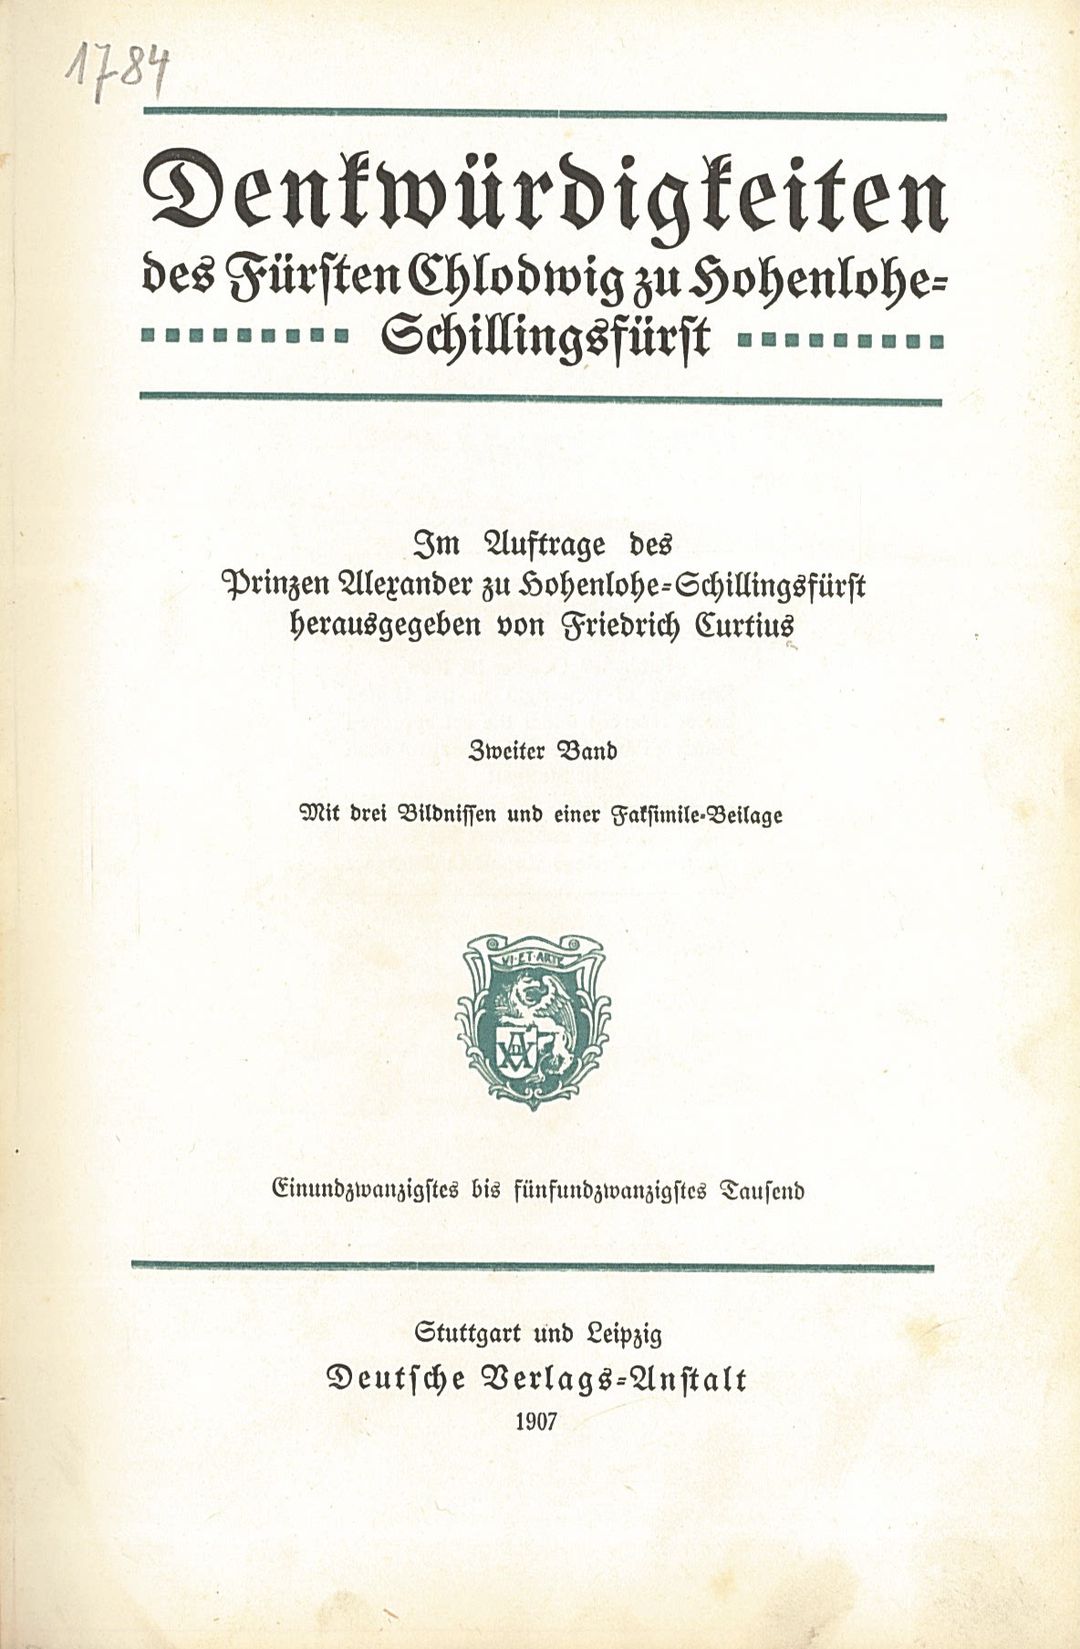 1784
Denkwürdigkeiten
des Fürsten Chlodwig zu Hohenlohe-
Schillingsfürst
Im Auftrage des
Prinzen Alexander zu Hohenlohe-Schillingsfürst
herausgegeben von Friedrich Curtius
Zweiter Band
Mit drei Bildnissen und einer Faksimile-Beilage
VI·ET·ARTE
Einundzwanzigstes bis fünfundzwanzigstes Tausend
Stuttgart und Leipzig
Deutsche Verlags-Anstalt
1907